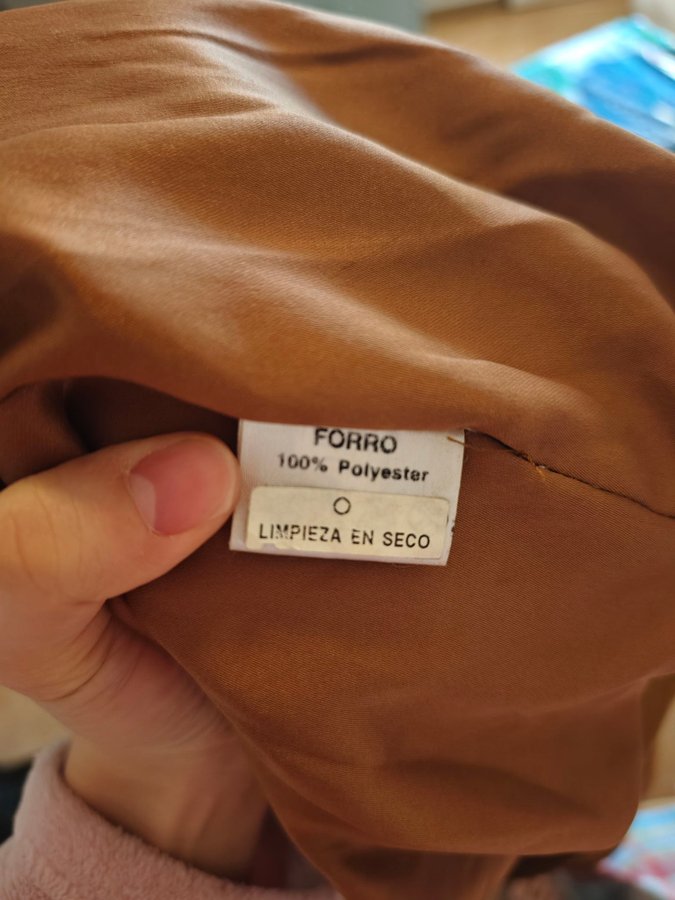 FORRO
100% Polyester
LIMPIEZA EN SECO